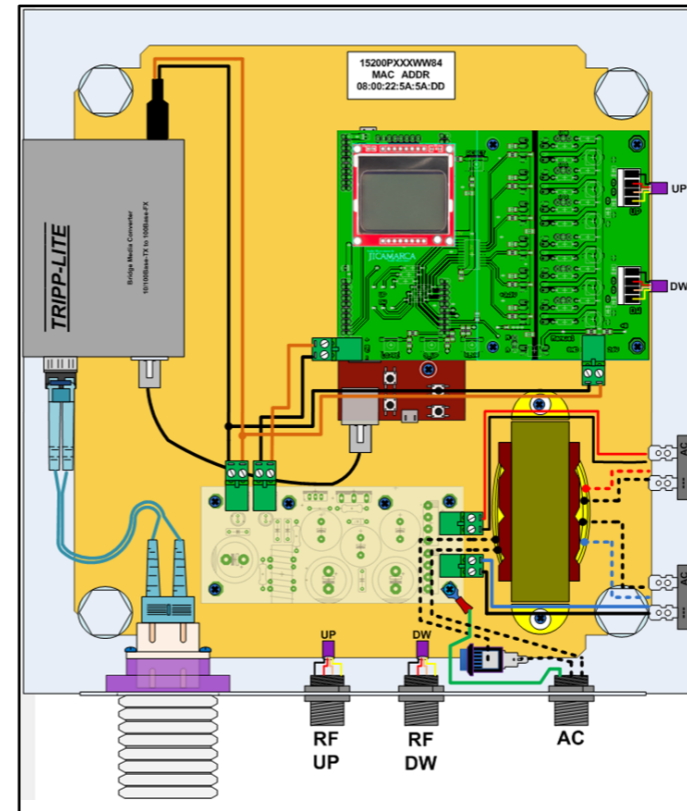 15200PXXXWW84
MAC ADDR
08:00:22:5A:5A:DD
TRIPP-LITE
Bridge Media Converter
10/100Base-TX to 100Base-FX
JICAMARCA
UP
DW
AC
AC
UP
DW
RF
UP
RF
DW
AC